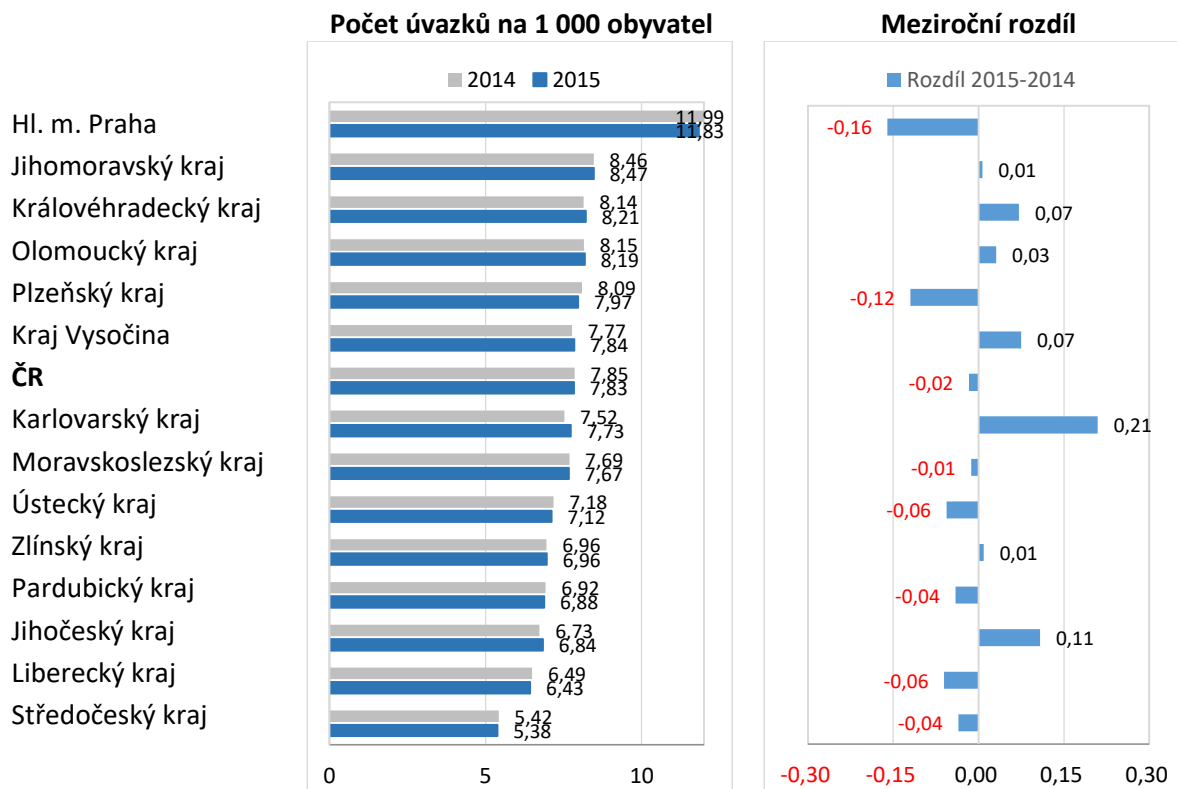 Počet úvazků na 1 000 obyvatel Meziroční rozdíl
2014 2015 Rozdíl 2015-2014
Hl. m. Praha 11,99 11,83 -0,16
Jihomoravský kraj 8,46 8,47 0,01
Královéhradecký kraj 8,14 8,21 0,07
Olomoucký kraj 8,15 8,19 0,03
Plzeňský kraj 8,09 7,97 -0,12
Kraj Vysočina 7,77 7,84 0,07
ČR 7,85 7,83 -0,02
Karlovarský kraj 7,52 7,73 0,21
Moravskoslezský kraj 7,69 7,67 -0,01
Ústecký kraj 7,18 7,12 -0,06
Zlínský kraj 6,96 6,96 0,01
Pardubický kraj 6,92 6,88 -0,04
Jihočeský kraj 6,73 6,84 0,11
Liberecký kraj 6,49 6,43 -0,06
Středočeský kraj 5,42 5,38 -0,04
0 5 10 -0,30 -0,15 0,00 0,15 0,30